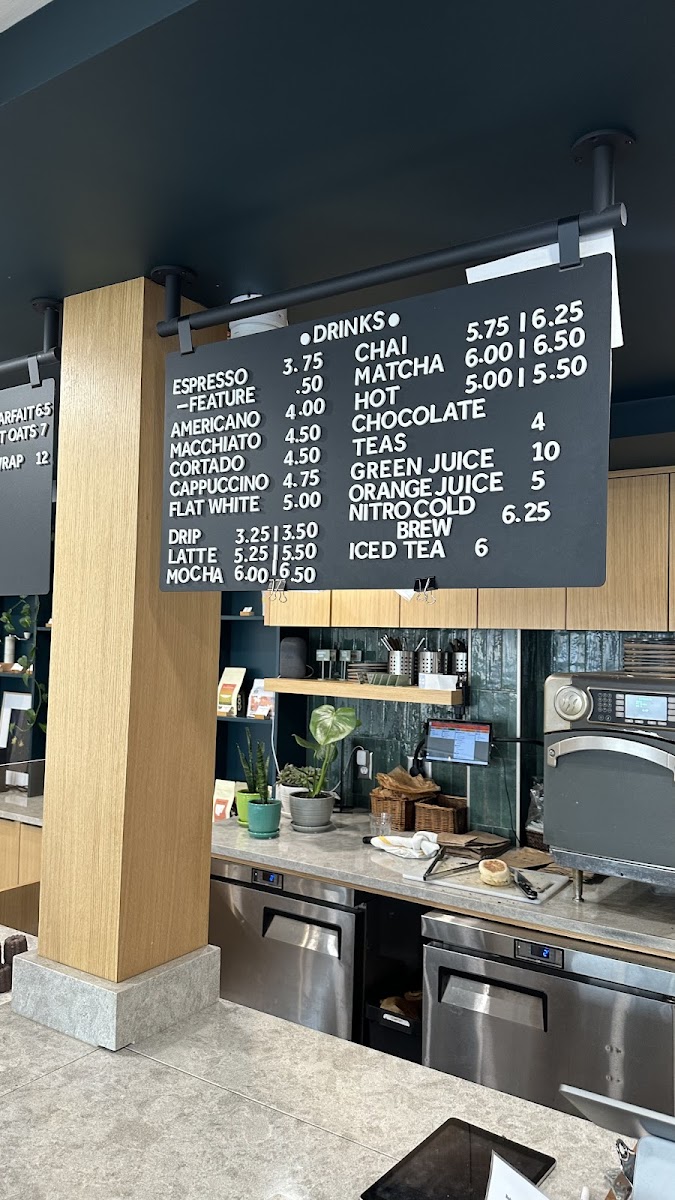 ARFAIT 6.5
T OATS 7
WRAP 12
•DRINKS•
ESPRESSO 3.75
–FEATURE .50
AMERICANO 4.00
MACCHIATO 4.50
CORTADO 4.50
CAPPUCCINO 4.75
FLAT WHITE 5.00
DRIP 3.25 | 3.50
LATTE 5.25 | 5.50
MOCHA 6.00 | 6.50
CHAI 5.75 | 6.25
MATCHA 6.00 | 6.50
HOT 5.00 | 5.50
CHOCOLATE
TEAS 4
GREEN JUICE 10
ORANGE JUICE 5
NITRO COLD
BREW 6.25
ICED TEA 6